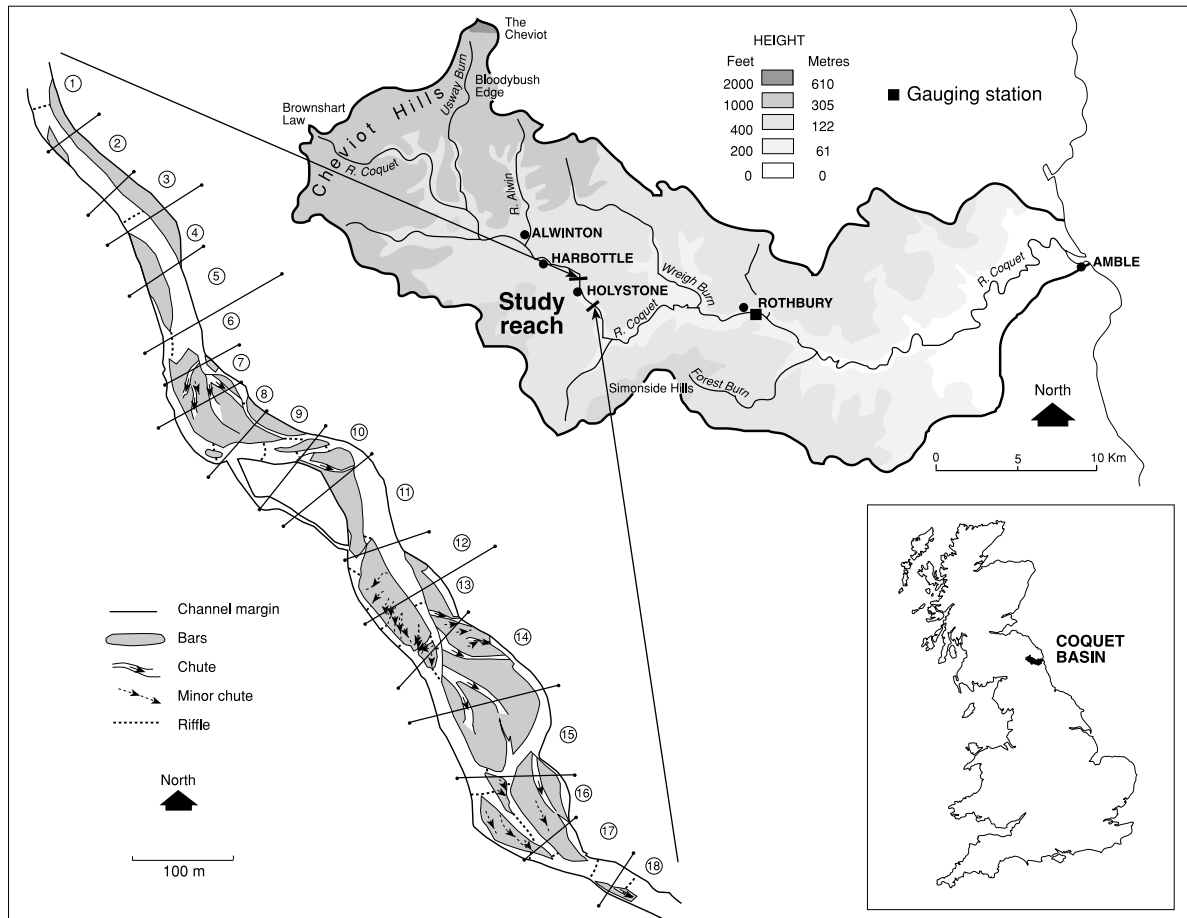 The
Cheviot
Bloodybush
Edge
Usway Burn
Brownshart
Law
Cheviot Hills
R. Coquet
R. Alwin
ALWINTON
HARBOTTLE
HOLYSTONE
Study
reach
R. Coquet
Wreigh Burn
ROTHBURY
Simonside Hills
Forest Burn
R. Coquet
AMBLE
HEIGHT
Feet Metres
2000 610
1000 305
400 122
200 61
0 0
Gauging station
North
0 5 10 Km
1
2
3
4
5
6
7
8
9
10
11
12
13
14
15
16
17
18
Channel margin
Bars
Chute
Minor chute
Riffle
North
100 m
COQUET
BASIN